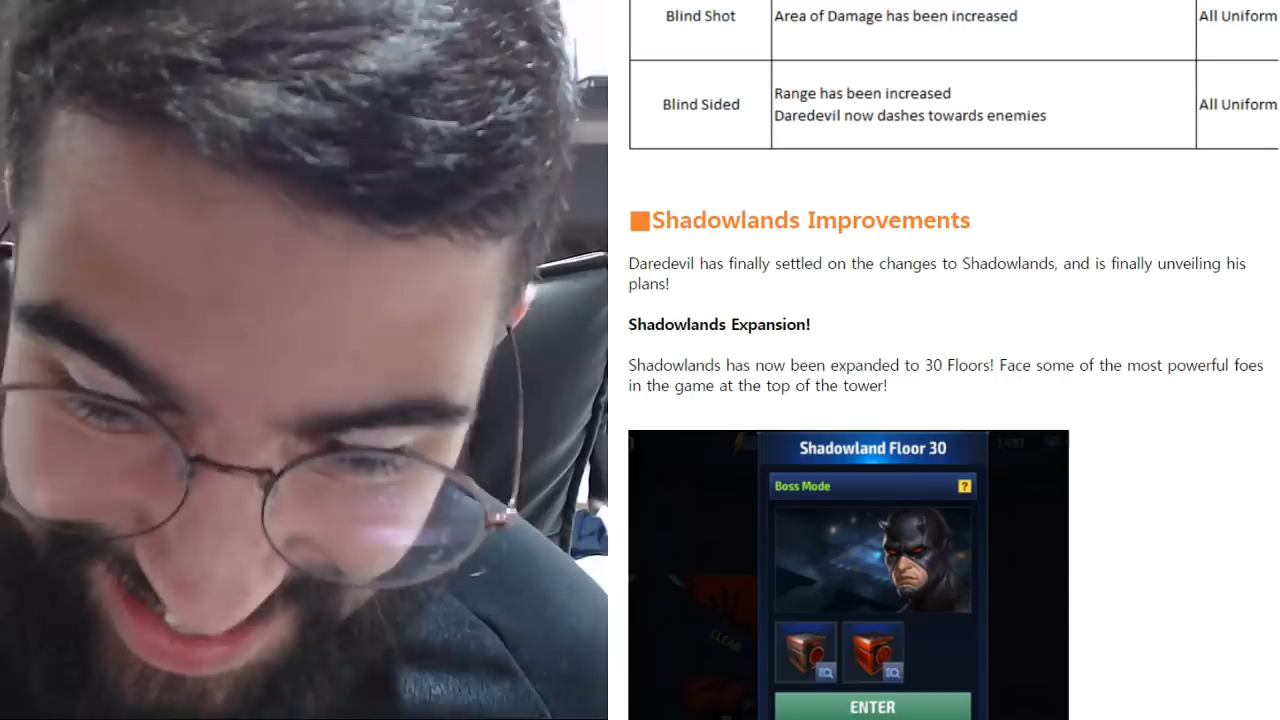 Blind Shot
Area of Damage has been increased
All Uniform
Blind Sided
Range has been increased
Daredevil now dashes towards enemies
All Uniform
Shadowlands Improvements
Daredevil has finally settled on the changes to Shadowlands, and is finally unveiling his
plans!
Shadowlands Expansion!
Shadowlands has now been expanded to 30 Floors! Face some of the most powerful foes
in the game at the top of the tower!
Shadowland Floor 30
Boss Mode
?
CLEAR
ENTER